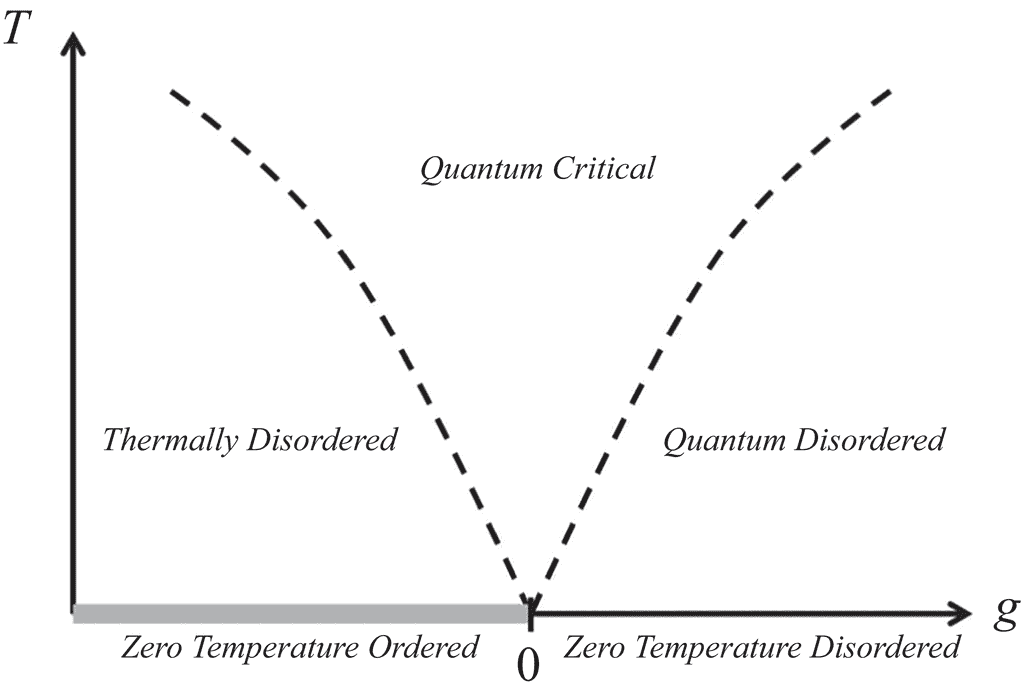 T
Quantum Critical
Thermally Disordered
Quantum Disordered
g
Zero Temperature Ordered
0
Zero Temperature Disordered